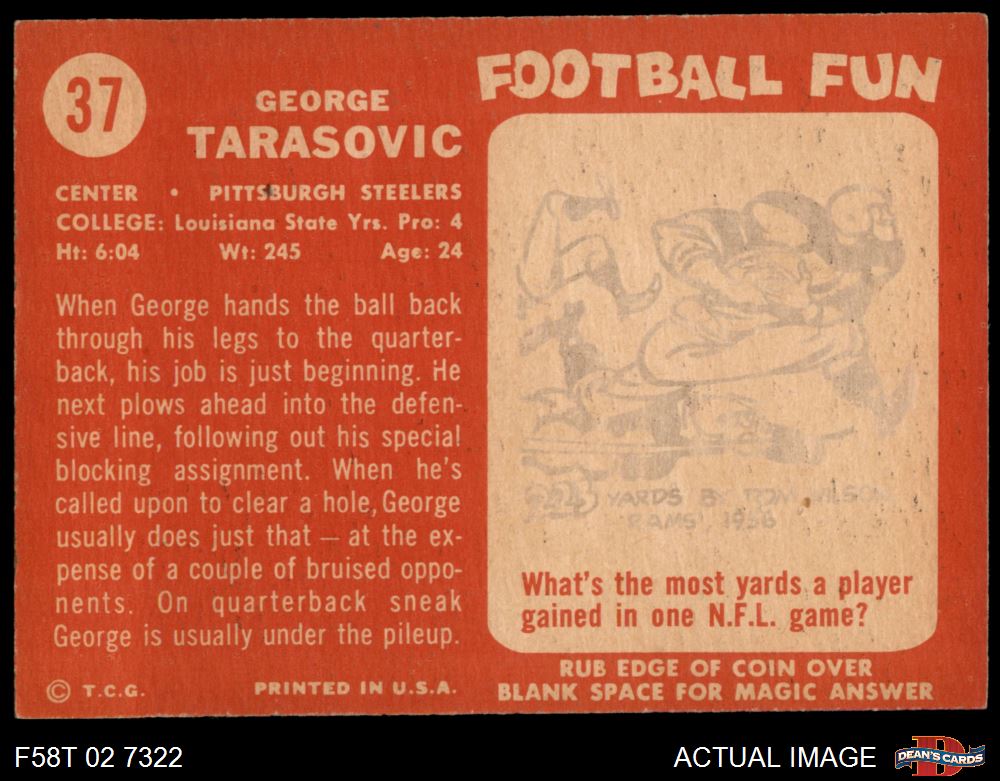 37
GEORGE
TARASOVIC
CENTER • PITTSBURGH STEELERS
COLLEGE: Louisiana State Yrs. Pro: 4
Ht: 6:04 Wt: 245 Age: 24
When George hands the ball back
through his legs to the quarter-
back, his job is just beginning. He
next plows ahead into the defen-
sive line, following out his special
blocking assignment. When he's
called upon to clear a hole, George
usually does just that — at the ex-
pense of a couple of bruised oppo-
nents. On quarterback sneak
George is usually under the pileup.
© T.C.G. PRINTED IN U.S.A.
FOOTBALL FUN
223 YARDS BY TOM WILSON
RAMS 1956
What's the most yards a player
gained in one N.F.L. game?
RUB EDGE OF COIN OVER
BLANK SPACE FOR MAGIC ANSWER
F58T 02 7322
ACTUAL IMAGE
D
DEAN'S CARDS